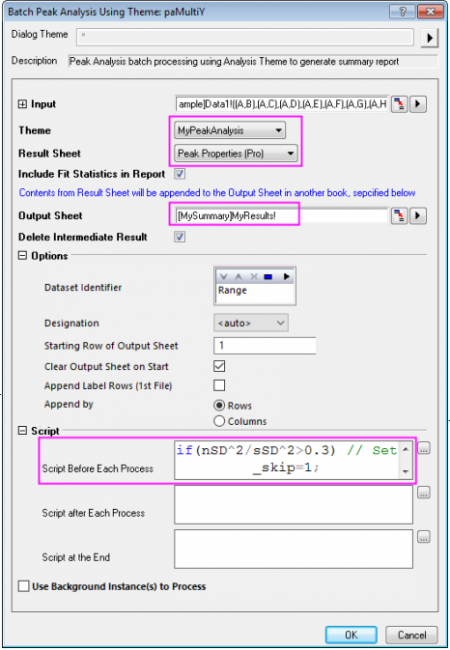 Batch Peak Analysis Using Theme: paMultiY
Dialog Theme *
Description Peak Analysis batch processing using Analysis Theme to generate summary report
Input ample]Data1!((A,B),(A,C),(A,D),(A,E),(A,F),(A,G),(A,H
Theme MyPeakAnalysis
Result Sheet Peak Properties (Pro)
Include Fit Statistics in Report
Contents from Result Sheet will be appended to the Output Sheet in another book, sepcified below
Output Sheet [MySummary]MyResults!
Delete Intermediate Result
Options
Dataset Identifier Range
Designation <auto>
Starting Row of Output Sheet 1
Clear Output Sheet on Start
Append Label Rows (1st File)
Append by Rows
Columns
Script
if(nSD^2/sSD^2>0.3) // Set
Script Before Each Process _skip=1;
Script after Each Process
Script at the End
Use Background Instance(s) to Process
OK Cancel